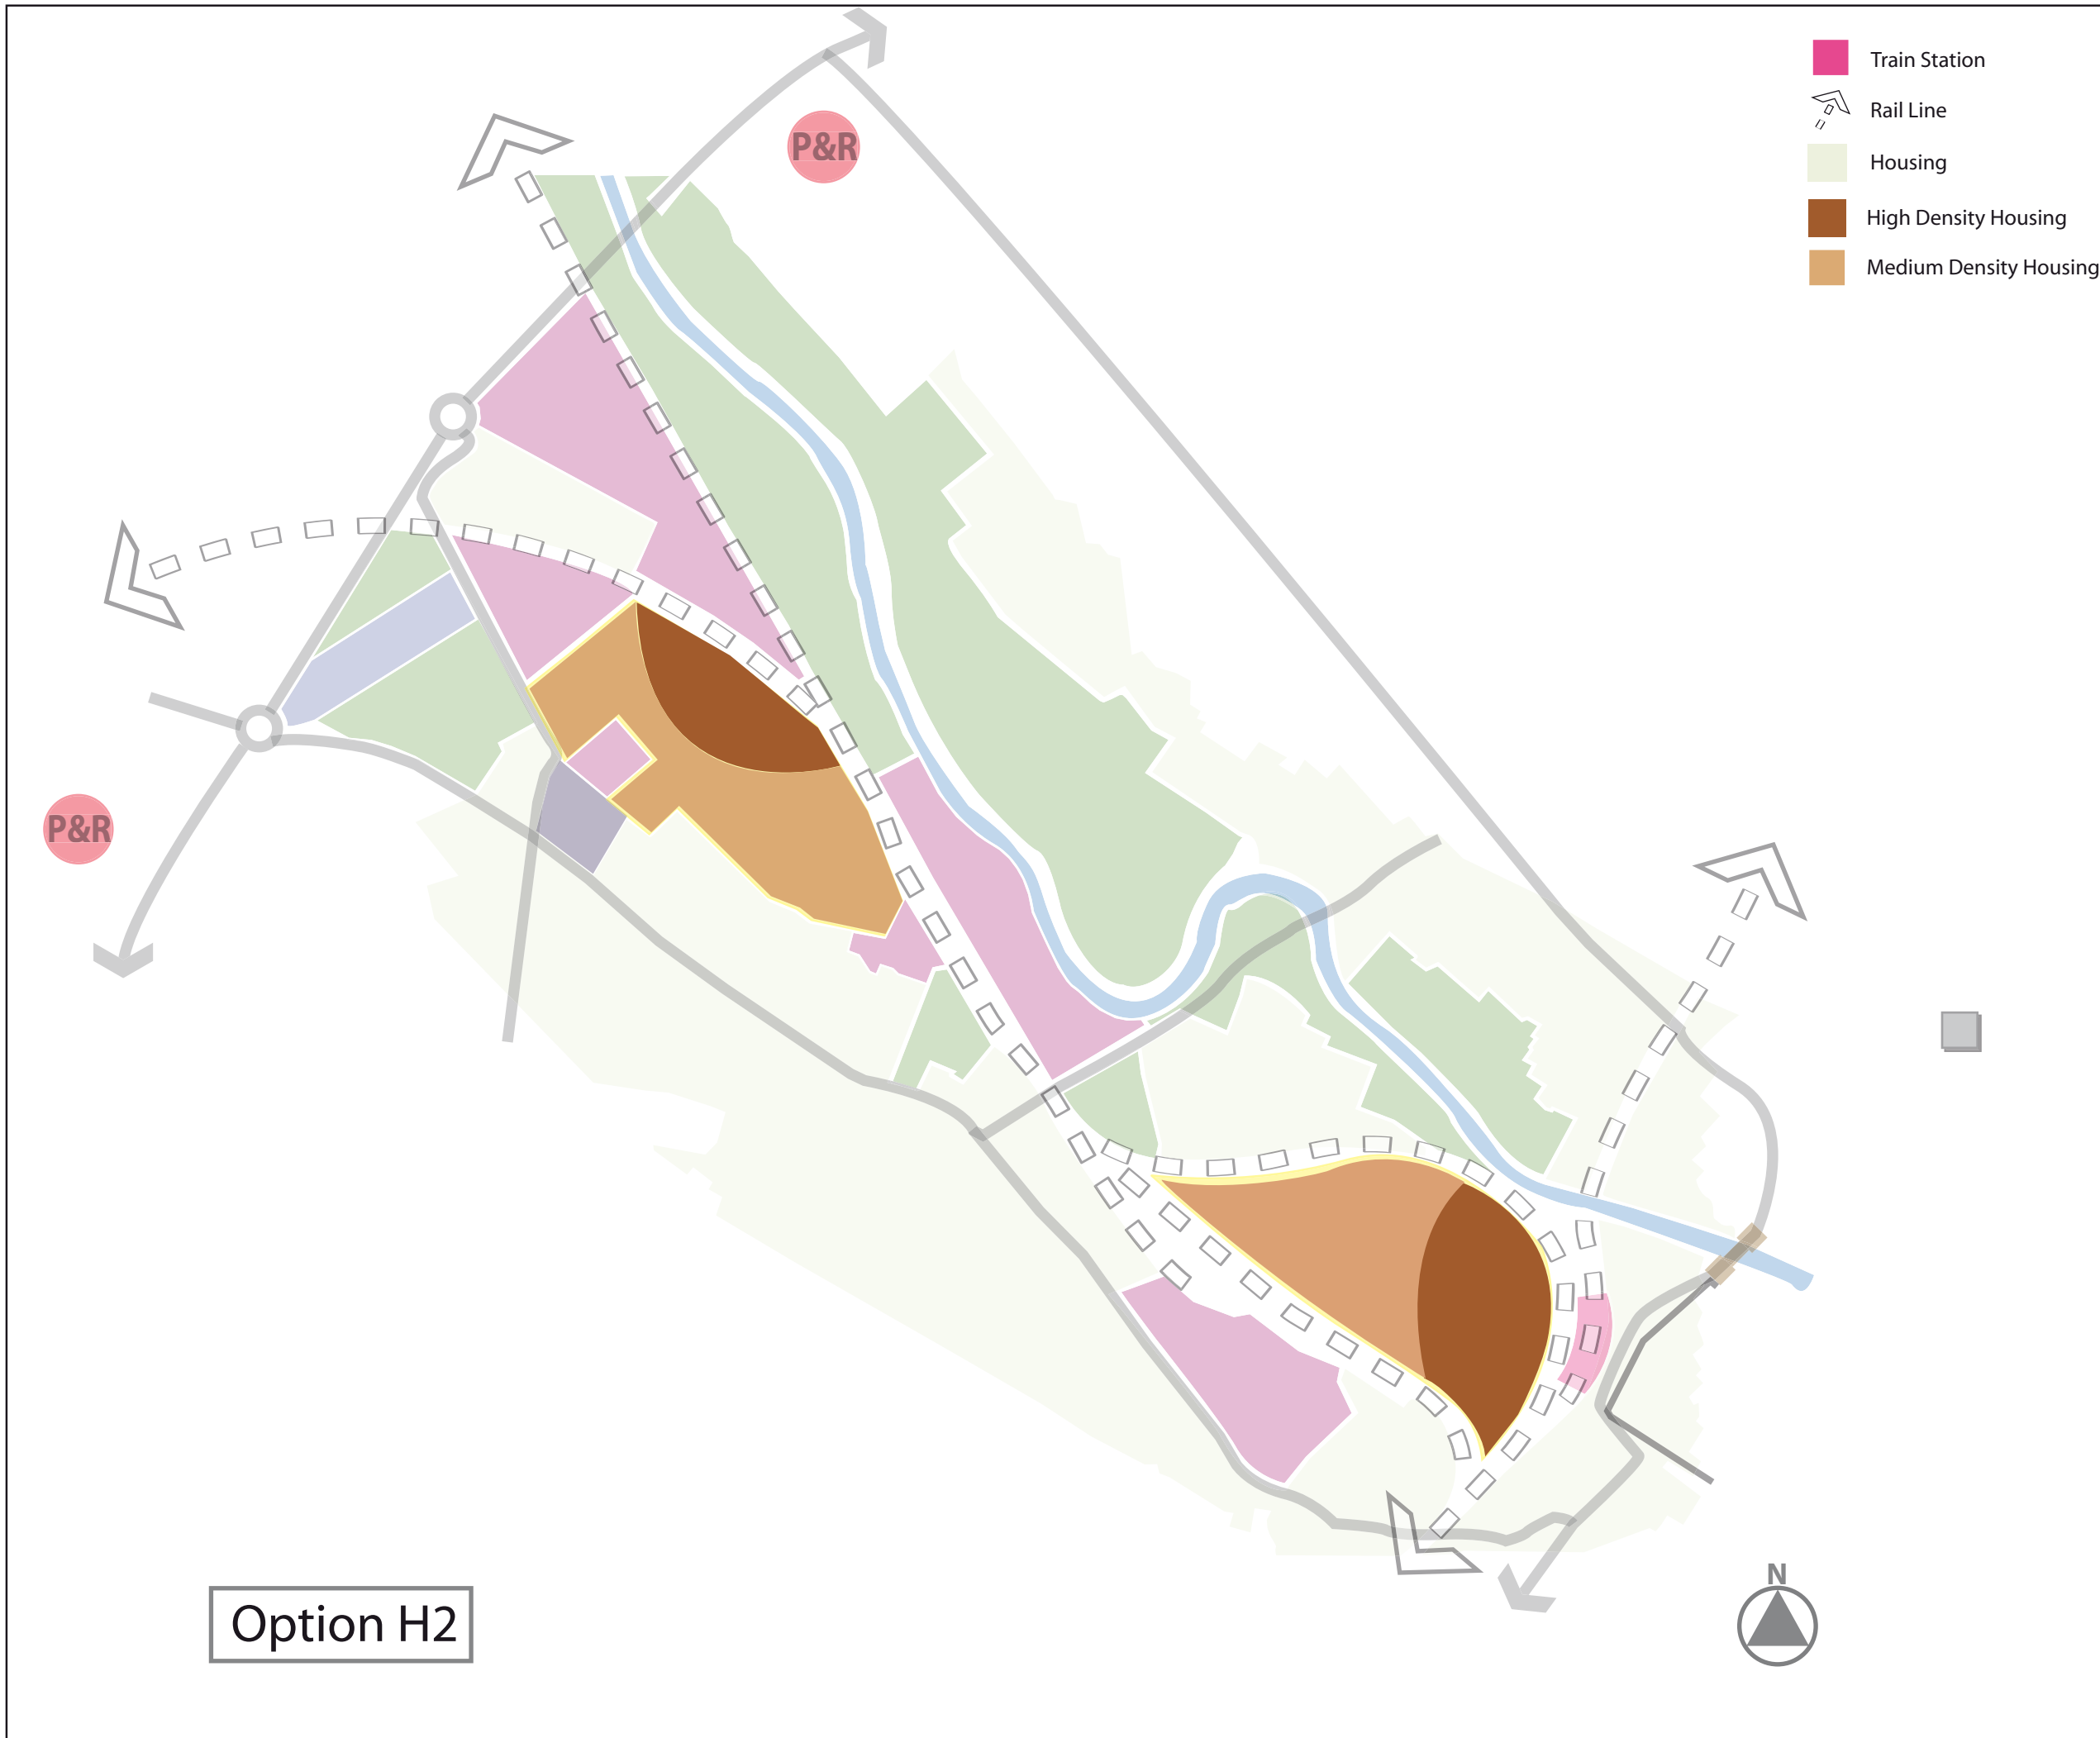 Train Station
Rail Line
Housing
High Density Housing
Medium Density Housing
P&R
P&R
N
Option H2